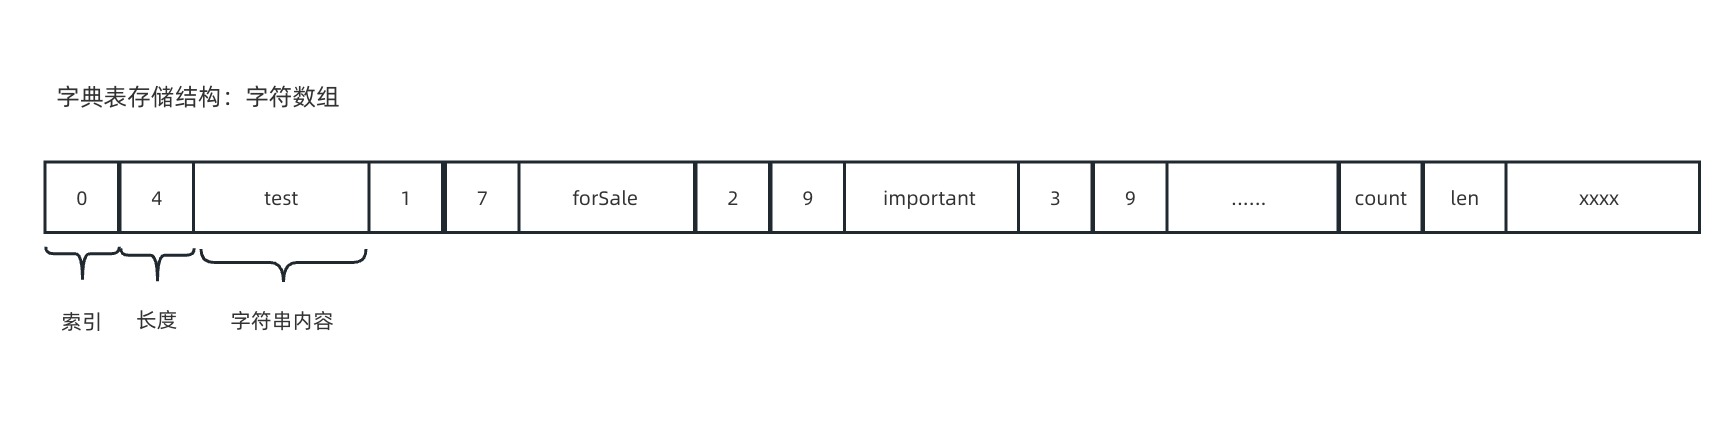 字典表存储结构：字符数组
0 4 test 1 7 forSale 2 9 important 3 9 ...... count len xxxx
索引 长度 字符串内容